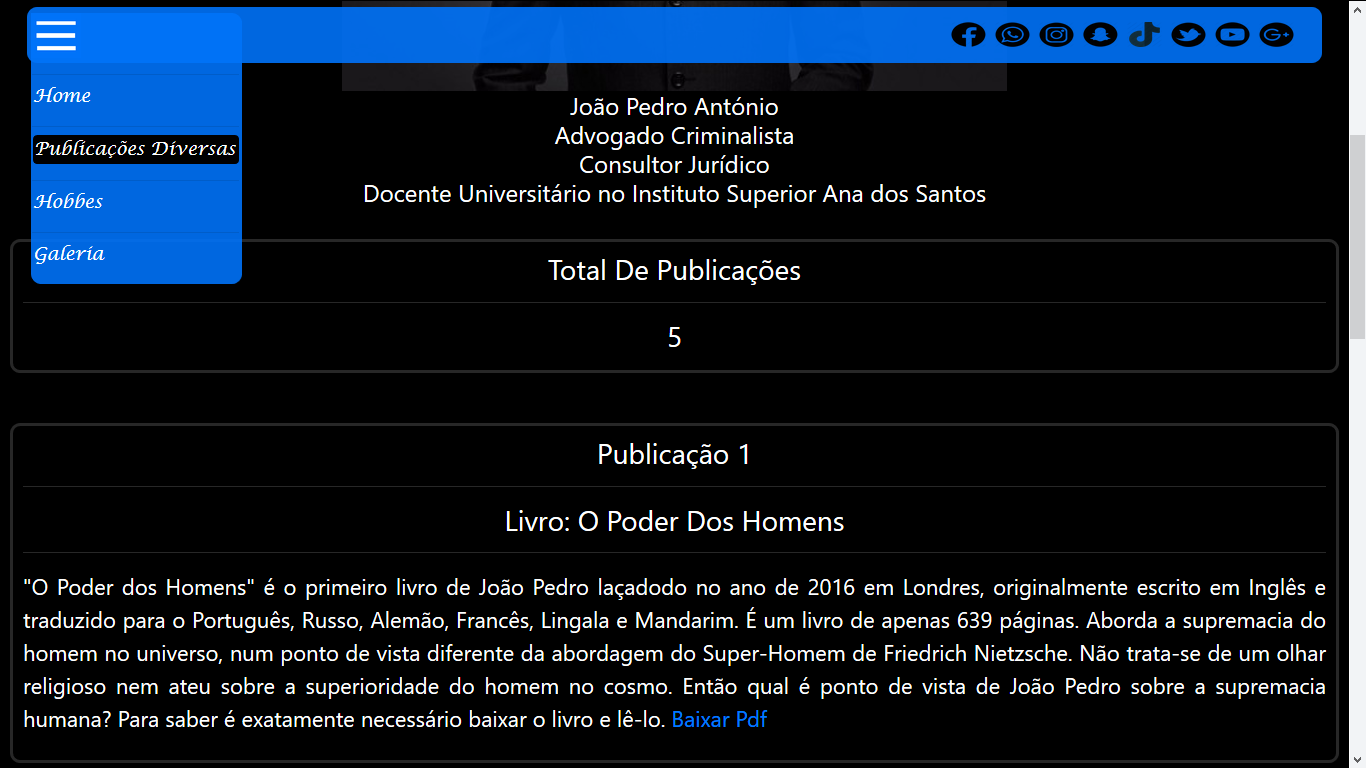 Home
Publicações Diversas
Hobbes
Galeria
João Pedro António
Advogado Criminalista
Consultor Jurídico
Docente Universitário no Instituto Superior Ana dos Santos
Total De Publicações
5
Publicação 1
Livro: O Poder Dos Homens
"O Poder dos Homens" é o primeiro livro de João Pedro laçadodo no ano de 2016 em Londres, originalmente escrito em Inglês e
traduzido para o Português, Russo, Alemão, Francês, Lingala e Mandarim. É um livro de apenas 639 páginas. Aborda a supremacia do
homem no universo, num ponto de vista diferente da abordagem do Super-Homem de Friedrich Nietzsche. Não trata-se de um olhar
religioso nem ateu sobre a superioridade do homem no cosmo. Então qual é ponto de vista de João Pedro sobre a supremacia
humana? Para saber é exatamente necessário baixar o livro e lê-lo. Baixar Pdf